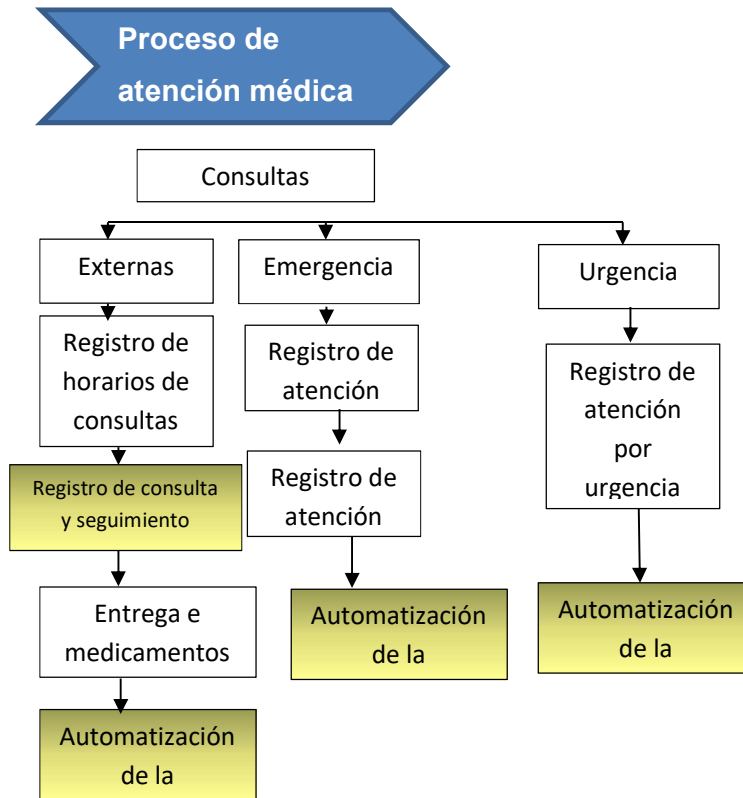 Proceso de
atención médica
Consultas
Externas
Emergencia
Urgencia
Registro de
horarios de
consultas
Registro de
atención
Registro de
atención
por
urgencia
Registro de consulta
y seguimiento
Registro de
atención
Entrega e
medicamentos
Automatización
de la
Automatización
de la
Automatización
de la